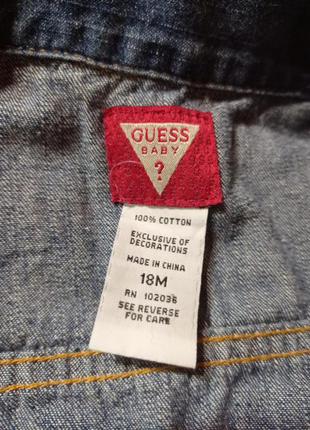 GUESS
BABY
?
100% COTTON
EXCLUSIVE OF
DECORATIONS
MADE IN CHINA
18M
RN 102036
SEE REVERSE
FOR CARE